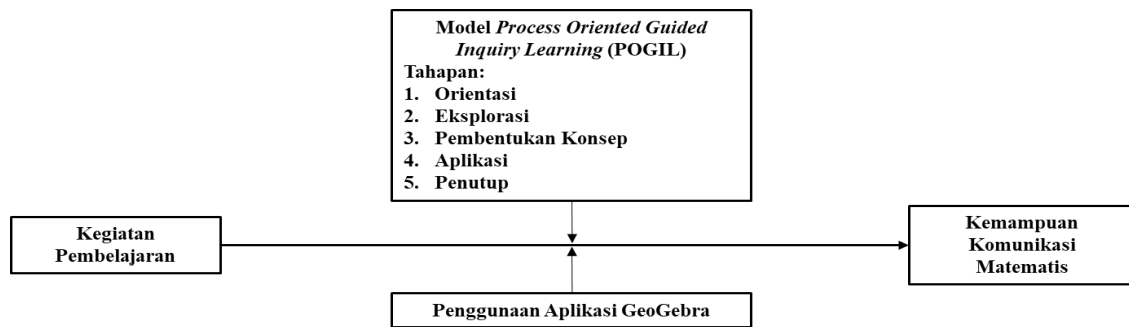 Model Process Oriented Guided
Inquiry Learning (POGIL)
Tahapan:
1. Orientasi
2. Eksplorasi
3. Pembentukan Konsep
4. Aplikasi
5. Penutup
Kegiatan
Pembelajaran
Kemampuan
Komunikasi
Matematis
Penggunaan Aplikasi GeoGebra